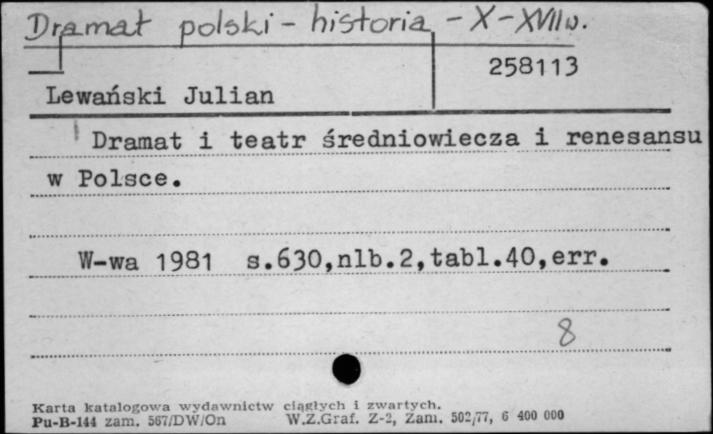 Dramat polski - historia - X-XVII w.
258113
Lewański Julian
Dramat i teatr średniowiecza i renesansu
w Polsce.
W-wa 1981 s.630,nlb.2,tabl.40,err.
8
Karta katalogowa wydawnictw ciągłych i zwartych.
Pu-B-144 zam. 567/DW/On W.Z.Graf. Z-2, Zam. 502/77, 6 400 000